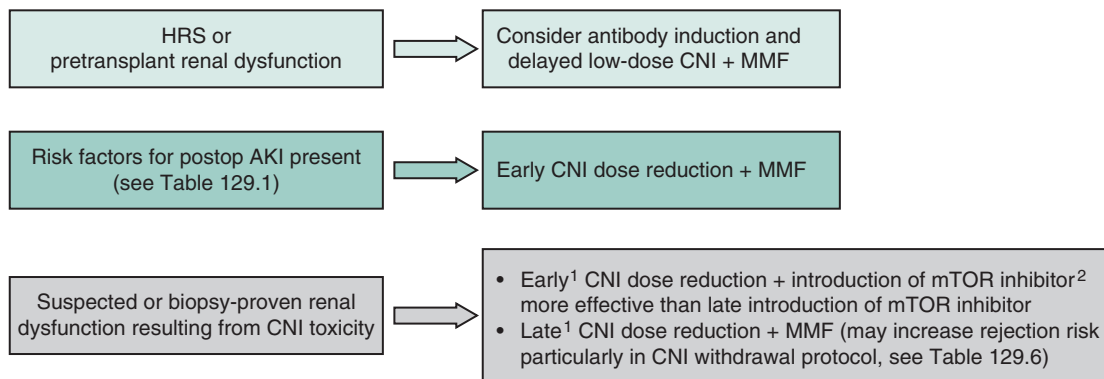 HRS or
pretransplant renal dysfunction
Consider antibody induction and
delayed low-dose CNI + MMF
Risk factors for postop AKI present
(see Table 129.1)
Early CNI dose reduction + MMF
Suspected or biopsy-proven renal
dysfunction resulting from CNI toxicity
• Early¹ CNI dose reduction + introduction of mTOR inhibitor²
more effective than late introduction of mTOR inhibitor
• Late¹ CNI dose reduction + MMF (may increase rejection risk
particularly in CNI withdrawal protocol, see Table 129.6)